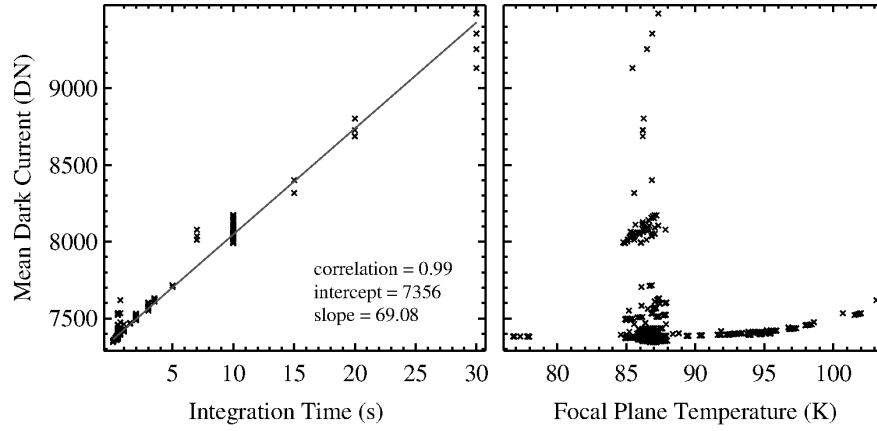 Mean Dark Current (DN)
9000
8500
8000
7500
correlation = 0.99
intercept = 7356
slope = 69.08
5 10 15 20 25 30
Integration Time (s)
80 85 90 95 100
Focal Plane Temperature (K)